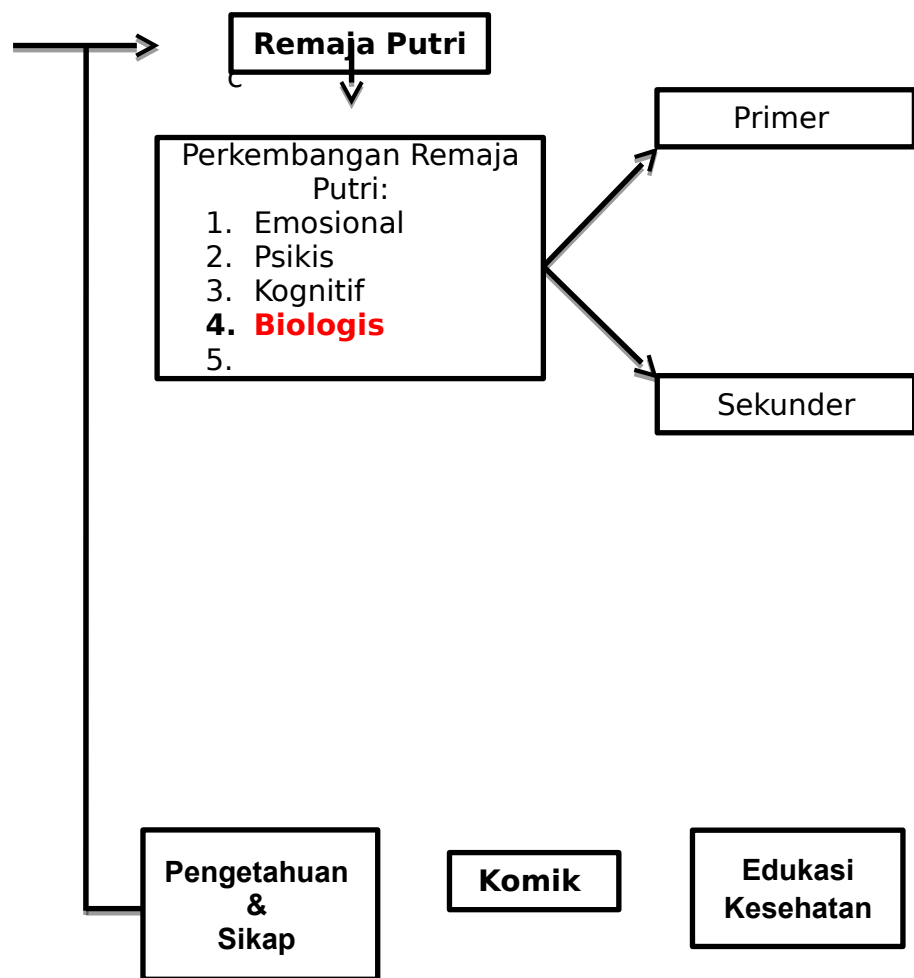 Remaja Putri
C
Perkembangan Remaja
Putri:
1. Emosional
2. Psikis
3. Kognitif
4. Biologis
5.
Primer
Sekunder
Pengetahuan
&
Sikap
Komik
Edukasi
Kesehatan